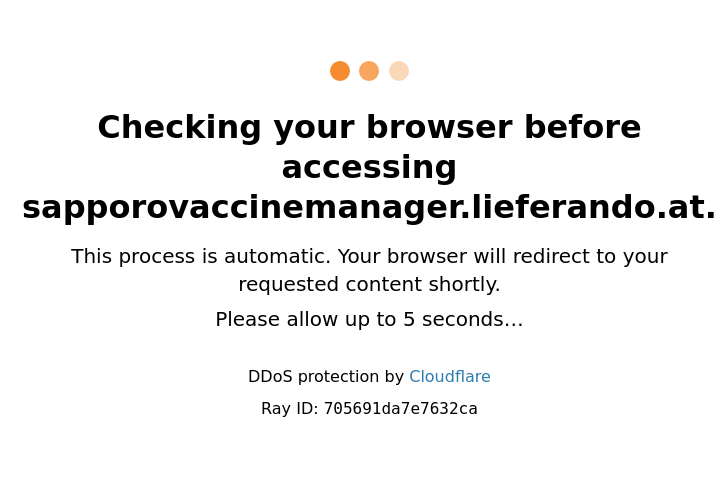 Checking your browser before
accessing
sapporovaccinemanager.lieferando.at.
This process is automatic. Your browser will redirect to your
requested content shortly.
Please allow up to 5 seconds…
DDoS protection by Cloudflare
Ray ID: 705691da7e7632ca